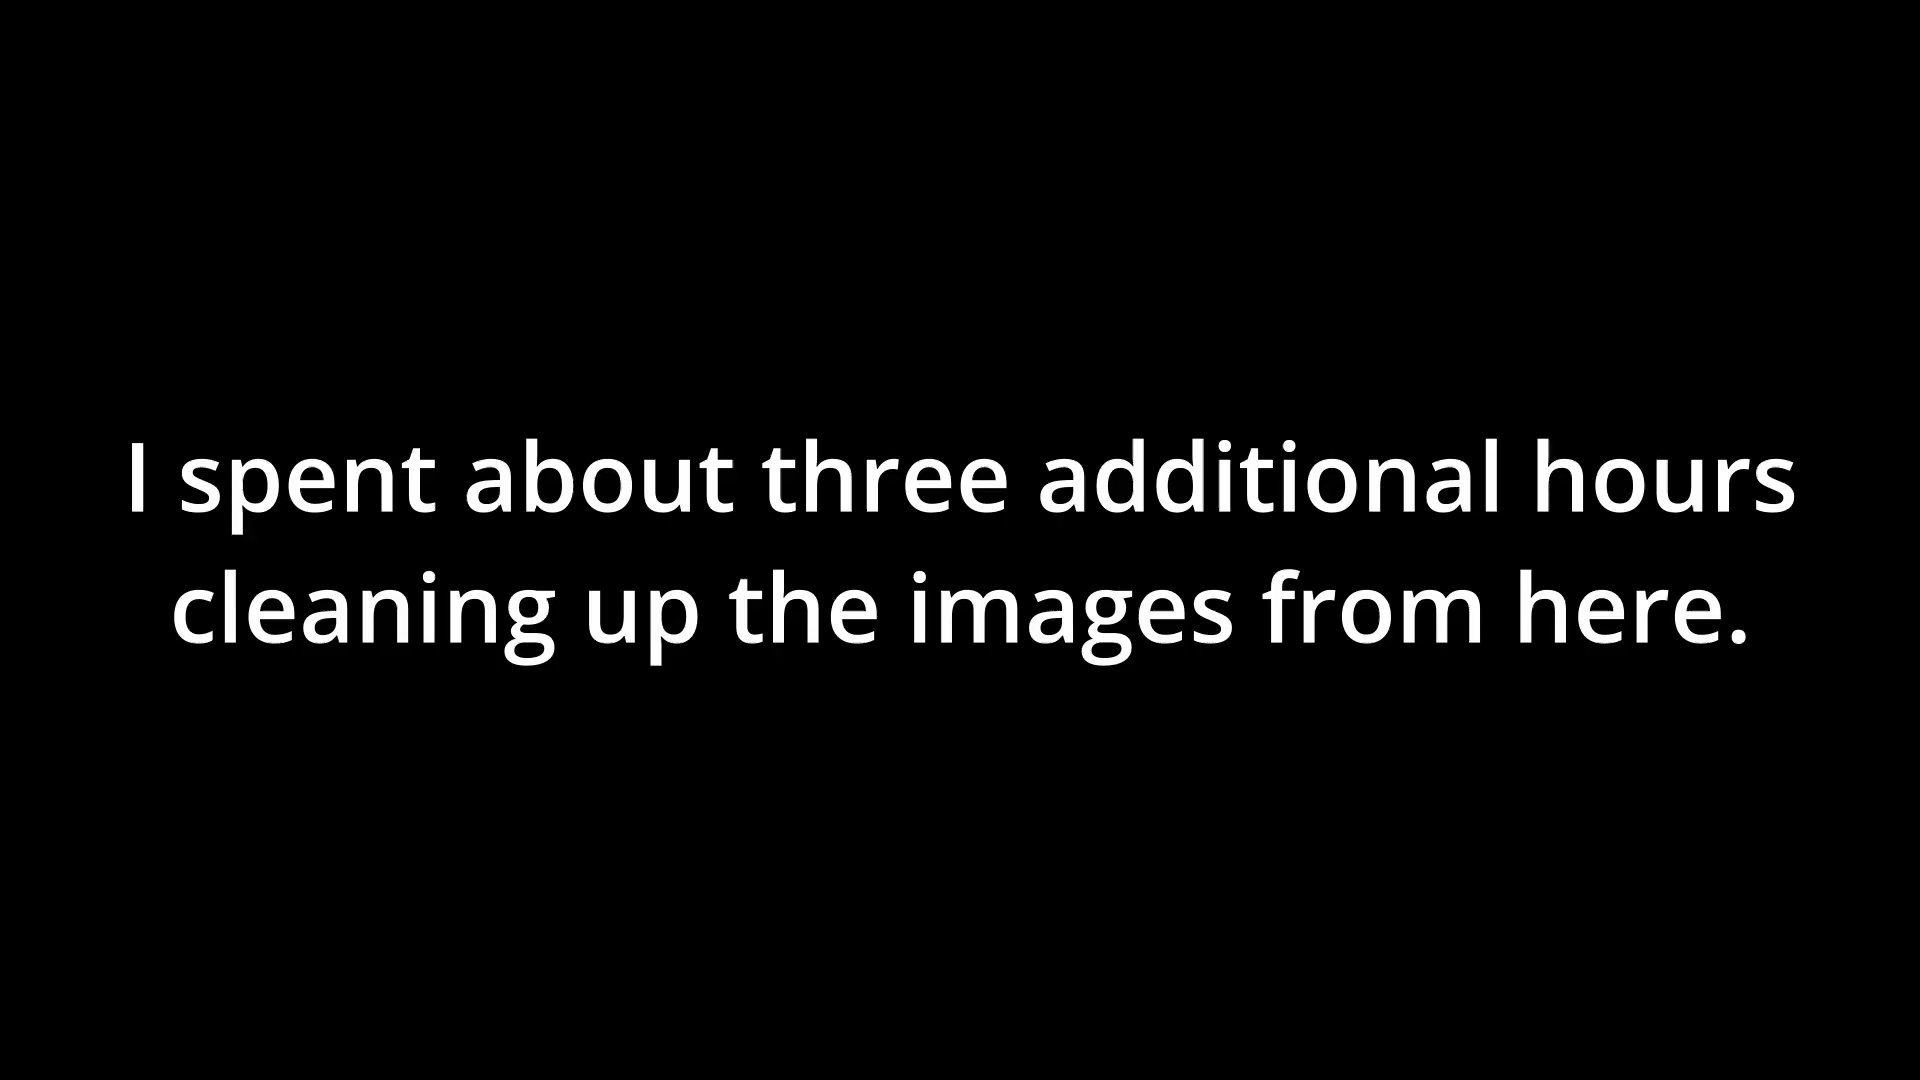 I spent about three additional hours
cleaning up the images from here.